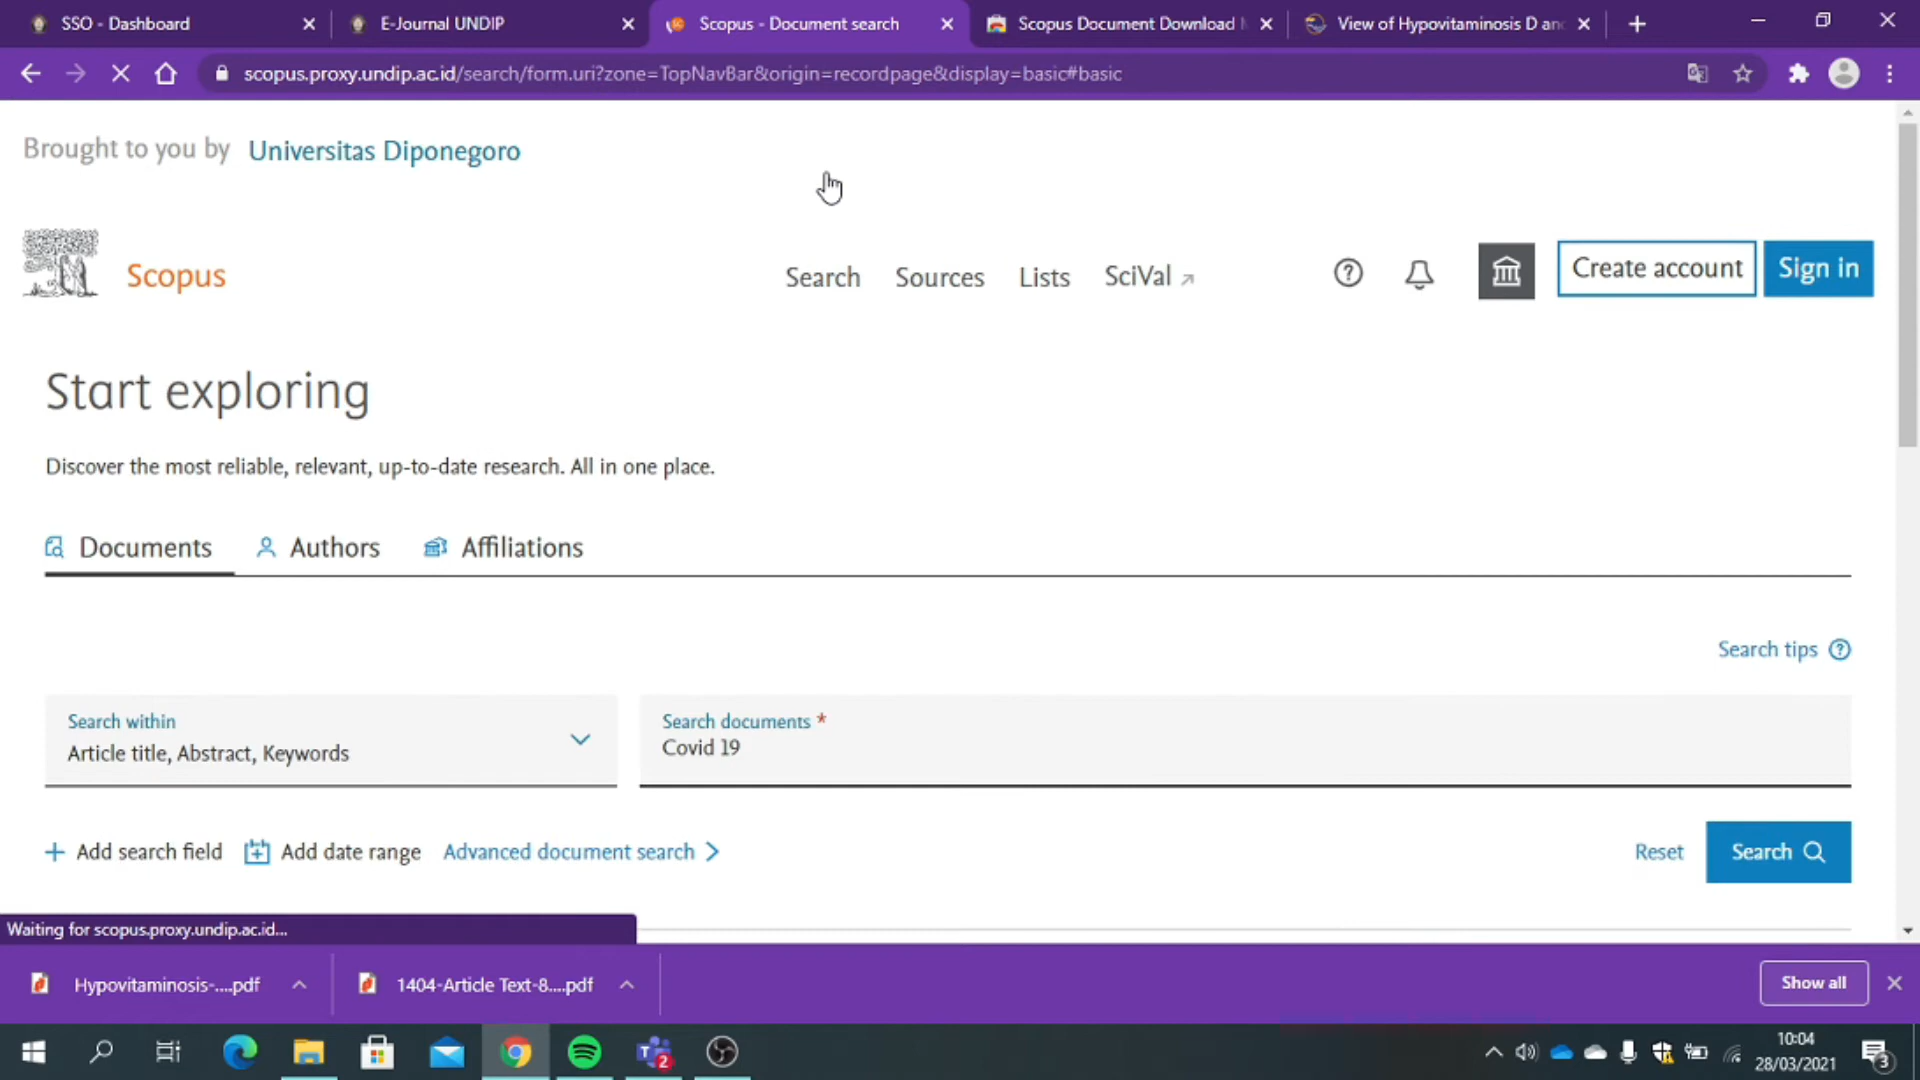 SSO - Dashboard
E-Journal UNDIP
Scopus - Document search
Scopus Document Download
View of Hypovitaminosis D and
scopus.proxy.undip.ac.id/search/form.uri?zone=TopNavBar&origin=recordpage&display=basic#basic
Brought to you by Universitas Diponegoro
Scopus
Search
Sources
Lists
SciVal
Create account
Sign in
Start exploring
Discover the most reliable, relevant, up-to-date research. All in one place.
Documents
Authors
Affiliations
Search tips
Search within
Article title, Abstract, Keywords
Search documents *
Covid 19
+ Add search field
Add date range
Advanced document search >
Reset
Search
Waiting for scopus.proxy.undip.ac.id...
Hypovitaminosis-....pdf
1404-Article Text-8....pdf
Show all
2
10:04
28/03/2021
3